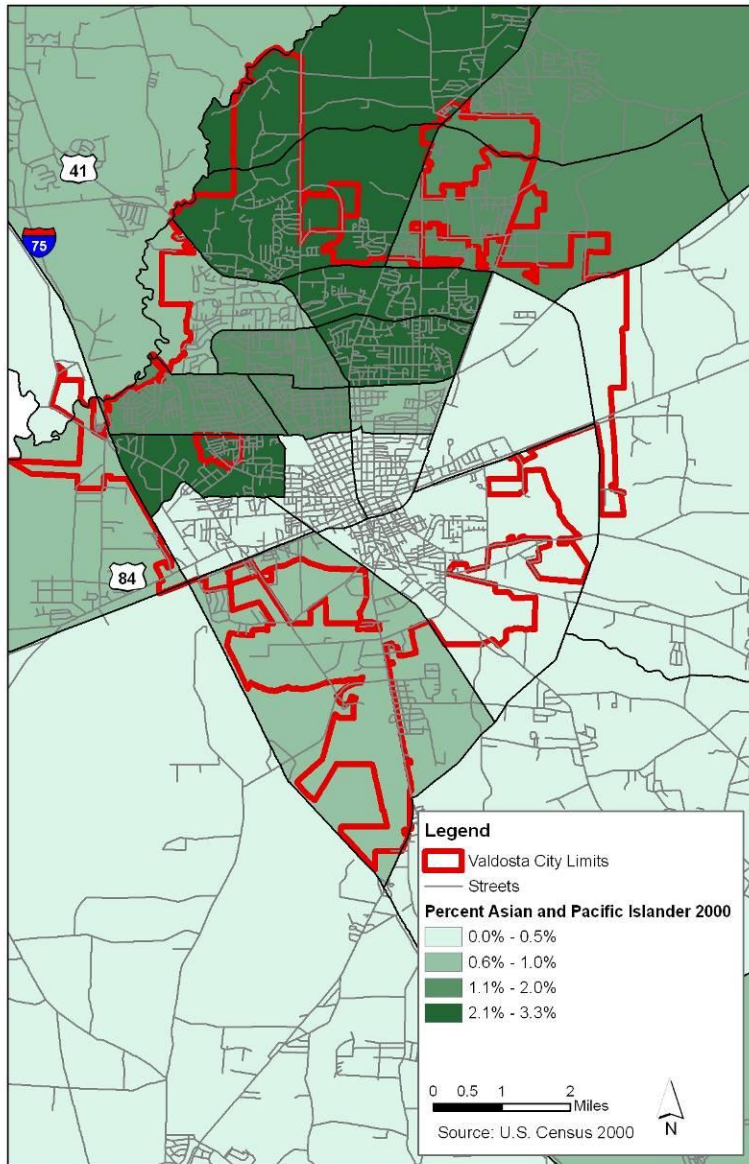 41
75
84
Legend
Valdosta City Limits
Streets
Percent Asian and Pacific Islander 2000
0.0% - 0.5%
0.6% - 1.0%
1.1% - 2.0%
2.1% - 3.3%
0 0.5 1 2
Miles
N
Source: U.S. Census 2000